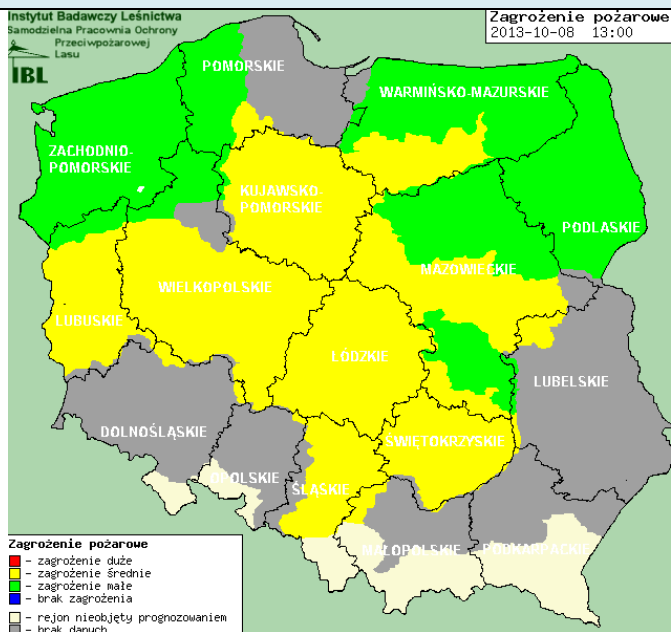 Instytut Badawczy Leśnictwa
Samodzielna Pracownia Ochrony
Przeciwpożarowej
Lasu
IBL
Zagrożenie pożarowe
2013-10-08 13:00
POMORSKIE
WARMIŃSKO-MAZURSKIE
ZACHODNIO-
POMORSKIE
KUJAWSKO-
POMORSKIE
PODLASKIE
MAZOWIECKIE
WIELKOPOLSKIE
LUBUSKIE
ŁÓDZKIE
LUBELSKIE
DOLNOŚLĄSKIE
ŚWIĘTOKRZYSKIE
OPOLSKIE
ŚLĄSKIE
MAŁOPOLSKIE
PODKARPACKIE
Zagrożenie pożarowe
- zagrożenie duże
- zagrożenie średnie
- zagrożenie małe
- brak zagrożenia
- rejon nieobjęty prognozowaniem
- brak danych